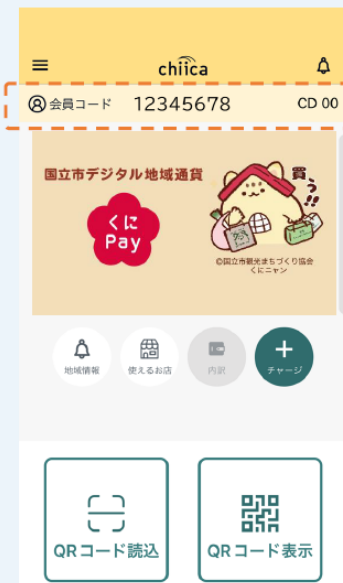 chiica
会員コード 12345678 CD 00
国立市デジタル地域通貨
くに
Pay
買う!!
©国立市観光まちづくり協会
くにニャン
地域情報 使えるお店 内訳 チャージ
QRコード読込 QRコード表示